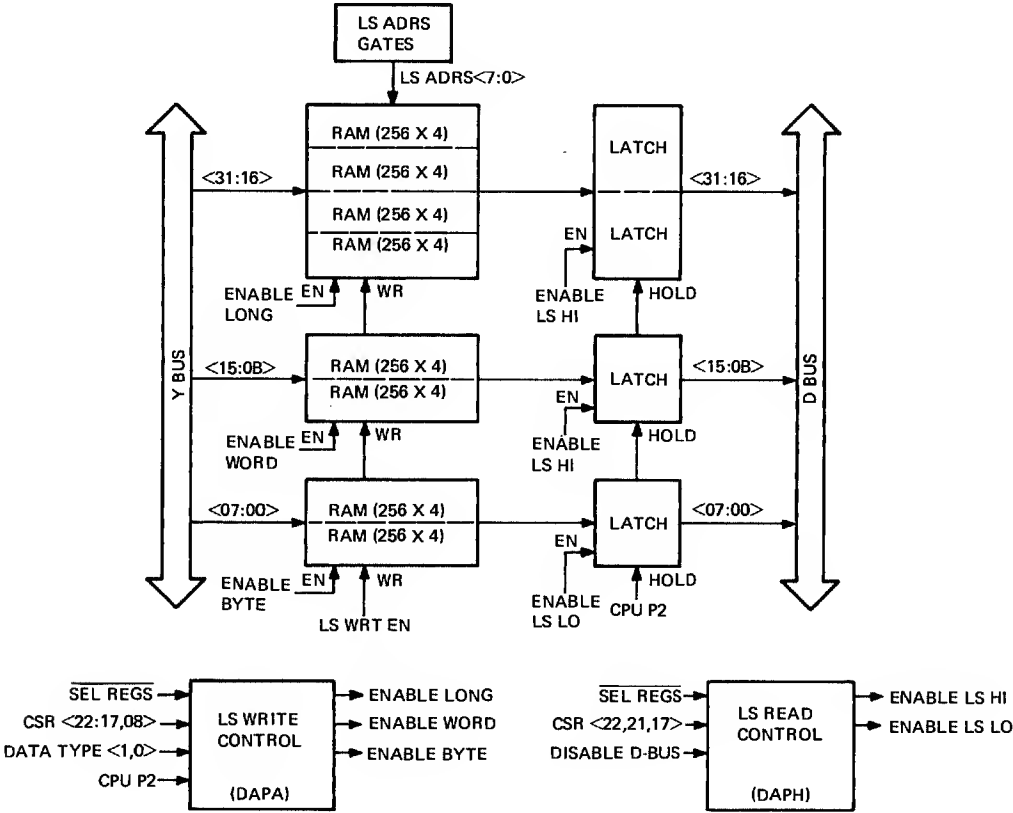 LS ADRS
GATES
LS ADRS<7:0>
RAM (256 X 4)
RAM (256 X 4)
RAM (256 X 4)
RAM (256 X 4)
LATCH
LATCH
<31:16>
<31:16>
EN
ENABLE
LONG
EN
WR
ENABLE
LS HI
HOLD
Y BUS
D BUS
<15:0B>
RAM (256 X 4)
RAM (256 X 4)
LATCH
<15:0B>
EN
ENABLE
WORD
EN
WR
ENABLE
LS HI
HOLD
<07:00>
RAM (256 X 4)
RAM (256 X 4)
LATCH
<07:00>
EN
ENABLE
BYTE
EN
WR
LS WRT EN
ENABLE
LS LO
HOLD
CPU P2
SEL REGS
CSR <22:17,08>
DATA TYPE <1,0>
CPU P2
LS WRITE
CONTROL
(DAPA)
ENABLE LONG
ENABLE WORD
ENABLE BYTE
SEL REGS
CSR <22,21,17>
DISABLE D-BUS
LS READ
CONTROL
(DAPH)
ENABLE LS HI
ENABLE LS LO